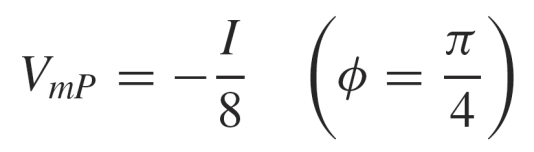 V_{mP} = -\frac{I}{8} \quad \left( \phi = \frac{\pi}{4} \right)